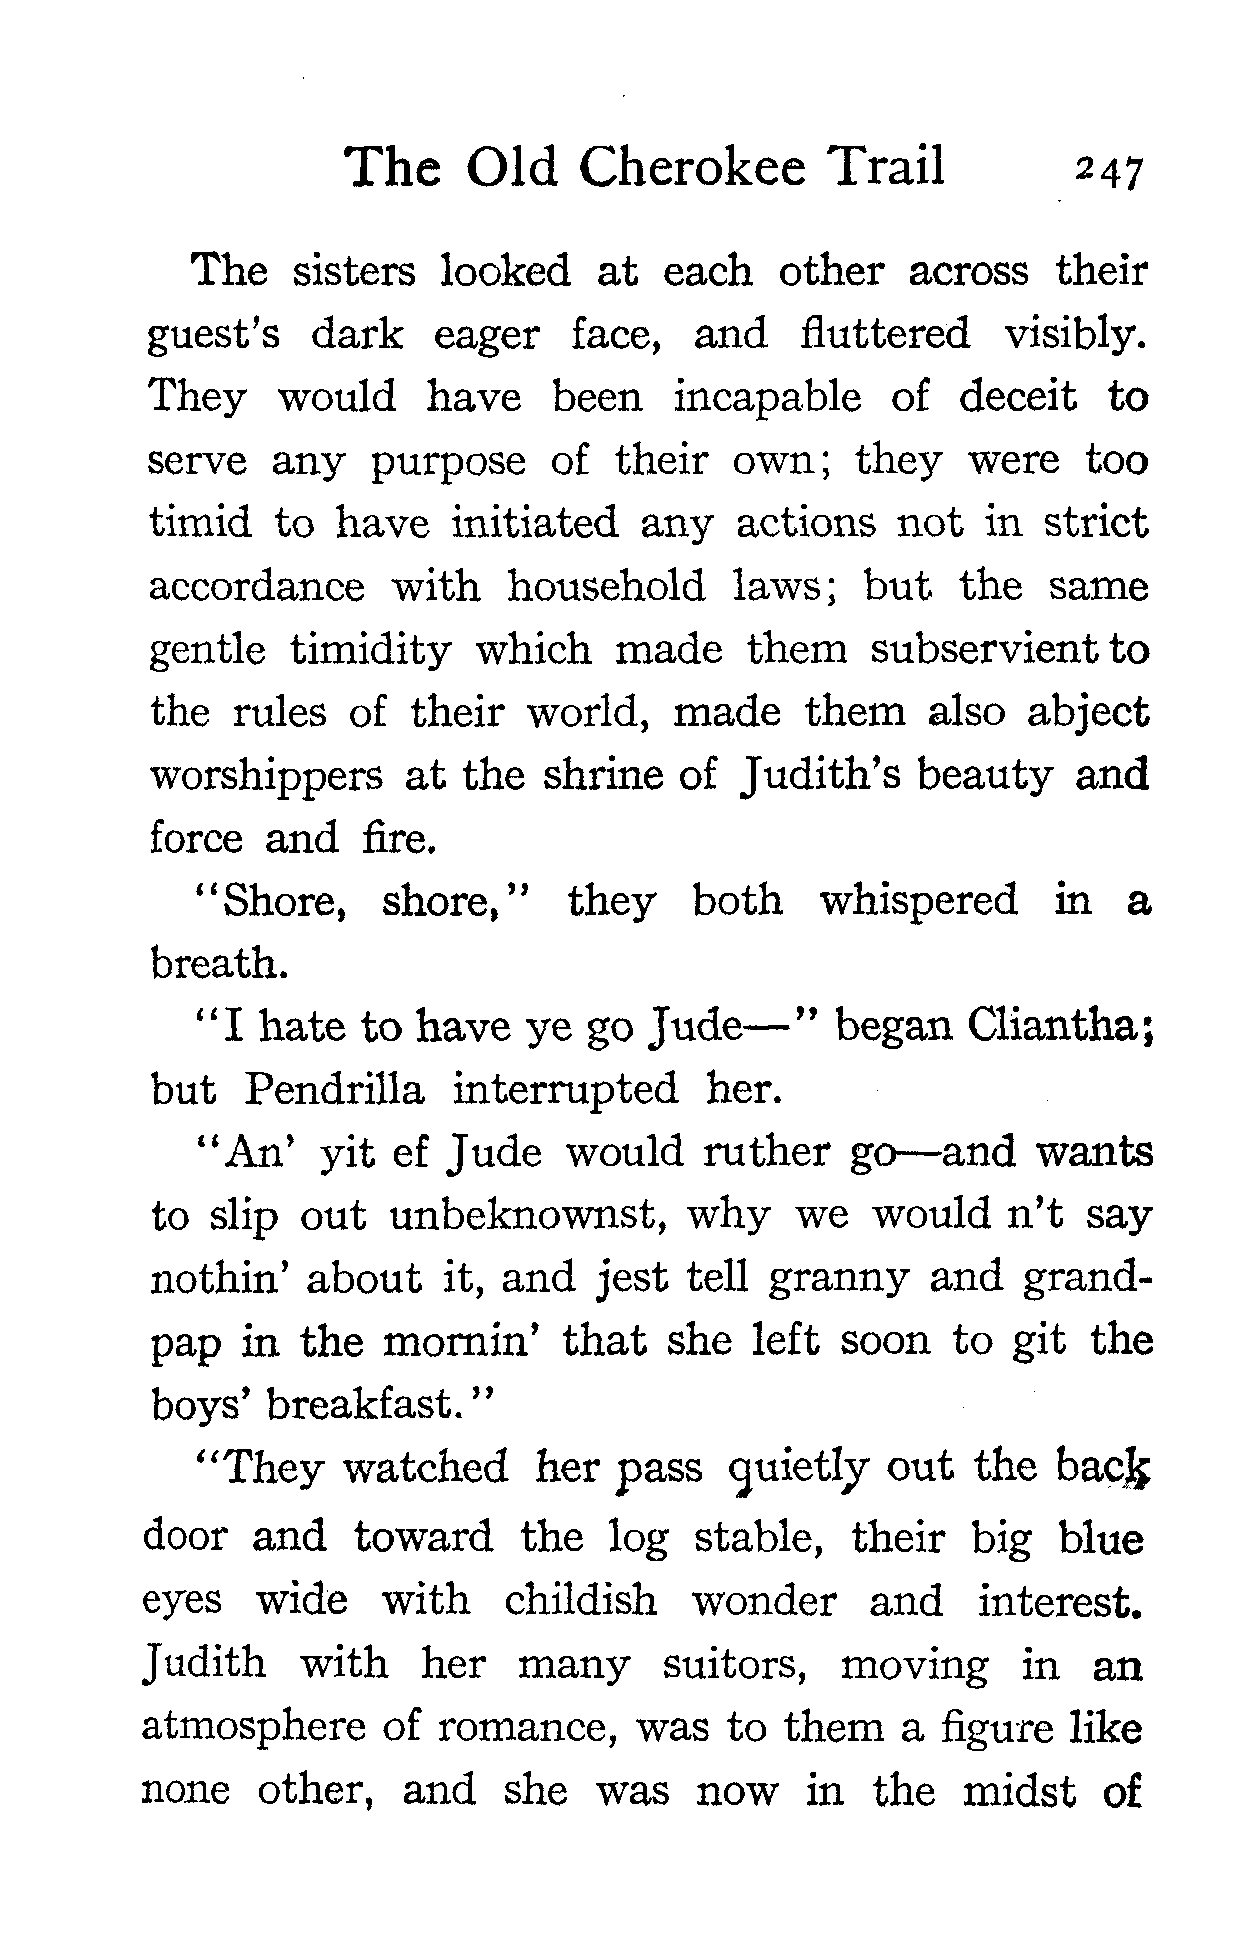 The Old Cherokee Trail 247
The sisters looked at each other across their
guest's dark eager face, and fluttered visibly.
They would have been incapable of deceit to
serve any purpose of their own; they were too
timid to have initiated any actions not in strict
accordance with household laws; but the same
gentle timidity which made them subservient to
the rules of their world, made them also abject
worshippers at the shrine of Judith's beauty and
force and fire.
"Shore, shore," they both whispered in a
breath.
"I hate to have ye go Jude—" began Cliantha;
but Pendrilla interrupted her.
"An' yit ef Jude would ruther go—and wants
to slip out unbeknownst, why we would n't say
nothin' about it, and jest tell granny and grand-
pap in the mornin' that she left soon to git the
boys' breakfast."
"They watched her pass quietly out the back
door and toward the log stable, their big blue
eyes wide with childish wonder and interest.
Judith with her many suitors, moving in an
atmosphere of romance, was to them a figure like
none other, and she was now in the midst of